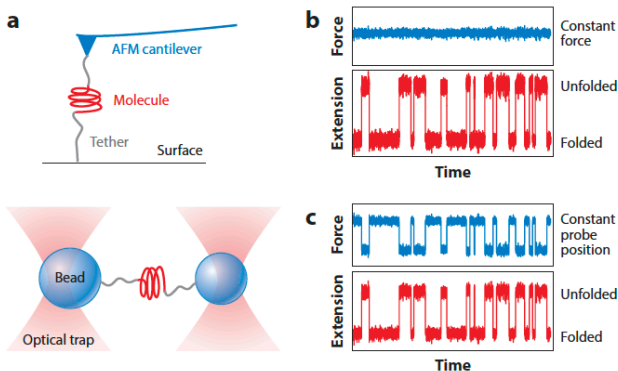 a
AFM cantilever
Molecule
Tether
Surface
Bead
Optical trap
b
Force
Constant
force
Extension
Unfolded
Folded
Time
c
Force
Constant
probe
position
Extension
Unfolded
Folded
Time